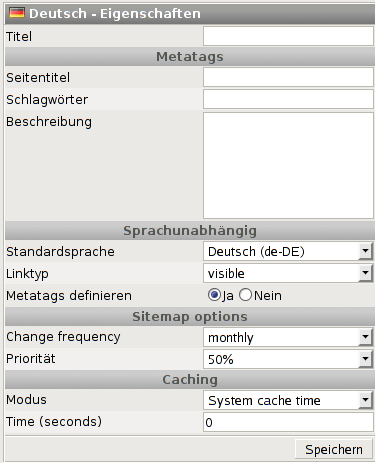 Deutsch - Eigenschaften
Titel
Metatags
Seitentitel
Schlagwörter
Beschreibung
Sprachunabhängig
Standardsprache Deutsch (de-DE)
Linktyp visible
Metatags definieren Ja Nein
Sitemap options
Change frequency monthly
Priorität 50%
Caching
Modus System cache time
Time (seconds) 0
Speichern